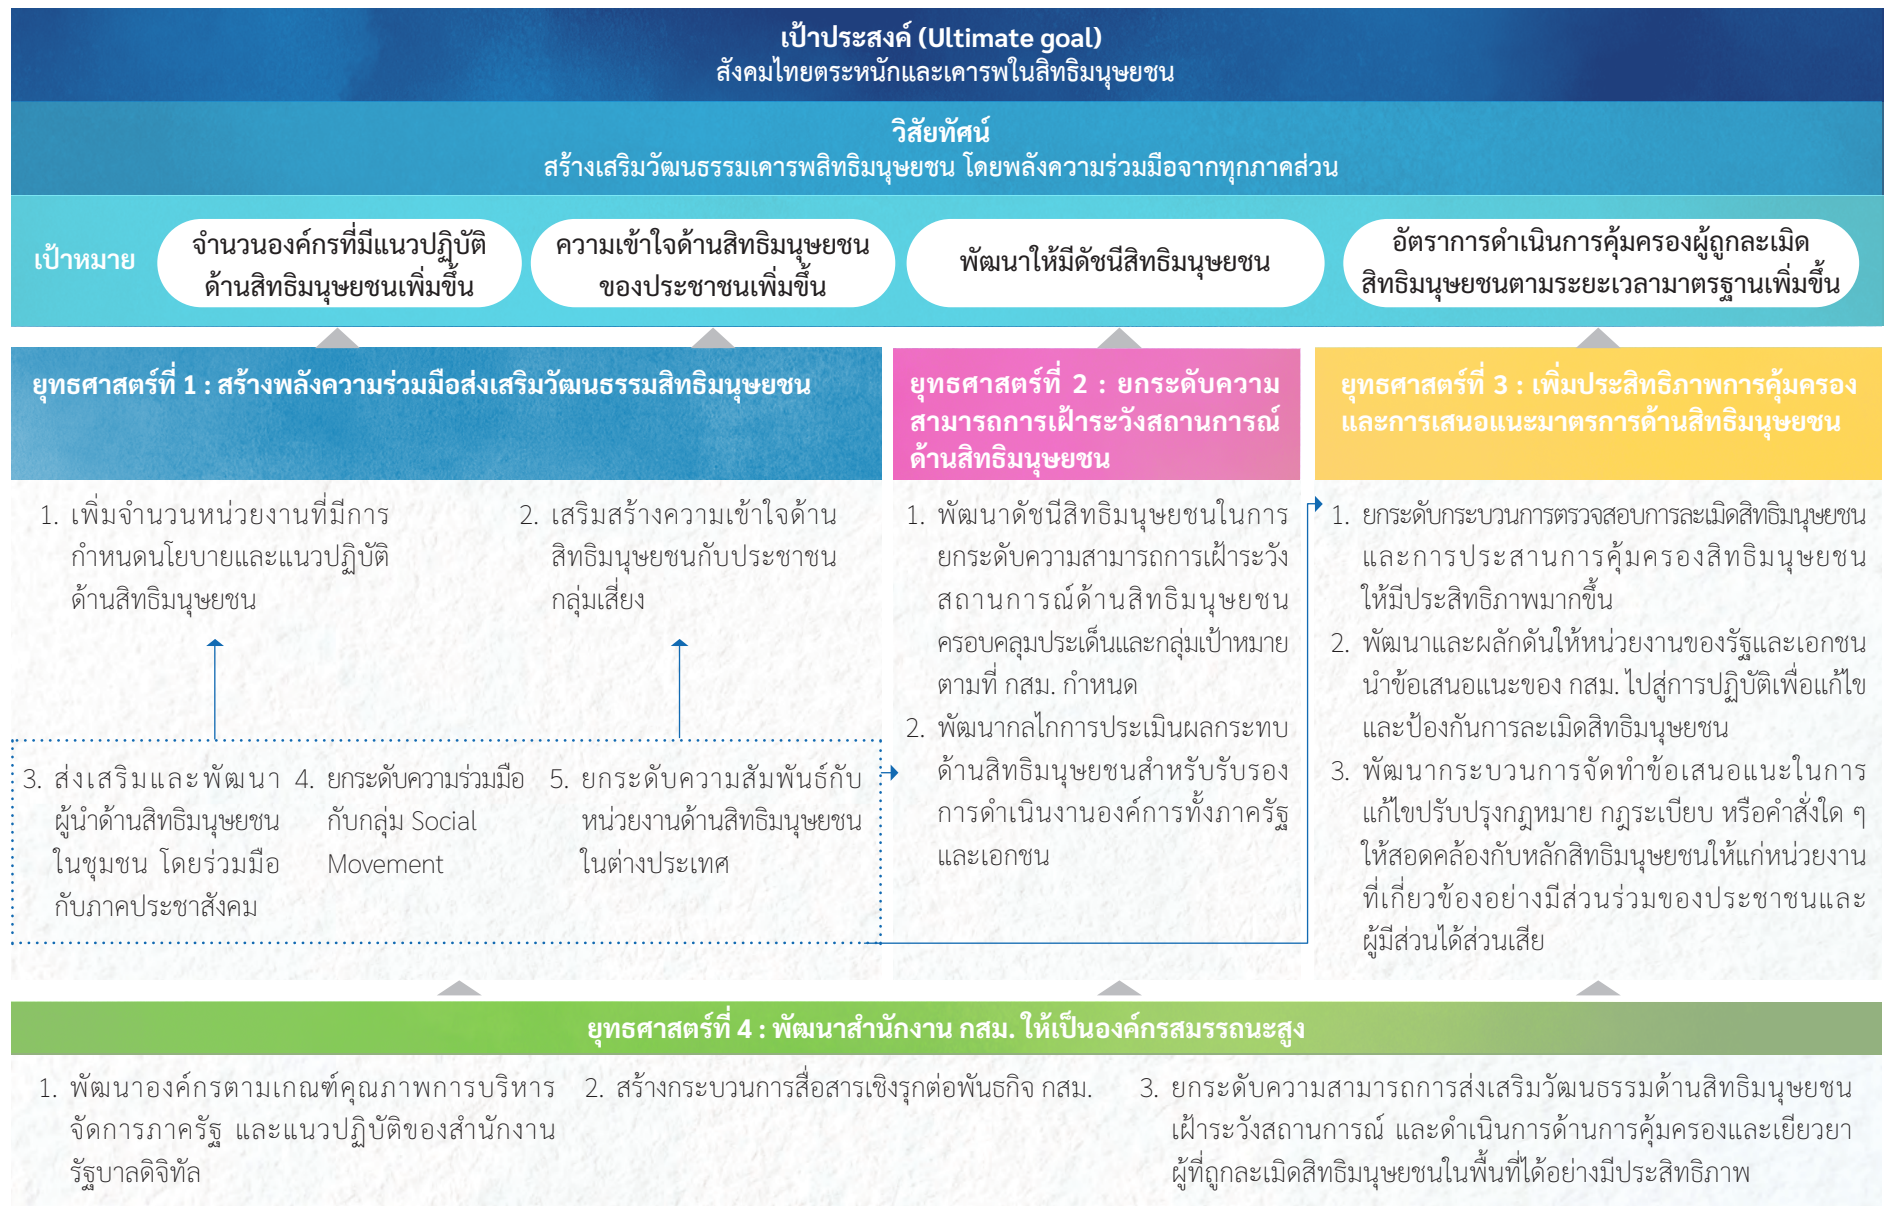 เป้าประสงค์ (Ultimate goal)
สังคมไทยตระหนักและเคารพในสิทธิมนุษยชน
วิสัยทัศน์
สร้างเสริมวัฒนธรรมเคารพสิทธิมนุษยชน โดยพลังความร่วมมือจากทุกภาคส่วน
เป้าหมาย
จำนวนองค์กรที่มีแนวปฏิบัติ
ด้านสิทธิมนุษยชนเพิ่มขึ้น
ความเข้าใจด้านสิทธิมนุษยชน
ของประชาชนเพิ่มขึ้น
พัฒนาให้มีดัชนีสิทธิมนุษยชน
อัตราการดำเนินการคุ้มครองผู้ถูกละเมิด
สิทธิมนุษยชนตามระยะเวลามาตรฐานเพิ่มขึ้น
ยุทธศาสตร์ที่ 1 : สร้างพลังความร่วมมือส่งเสริมวัฒนธรรมสิทธิมนุษยชน
1. เพิ่มจำนวนหน่วยงานที่มีการ
กำหนดนโยบายและแนวปฏิบัติ
ด้านสิทธิมนุษยชน
2. เสริมสร้างความเข้าใจด้าน
สิทธิมนุษยชนกับประชาชน
กลุ่มเสี่ยง
3. ส่งเสริมและพัฒนา
ผู้นำด้านสิทธิมนุษยชน
ในชุมชน โดยร่วมมือ
กับภาคประชาสังคม
4. ยกระดับความร่วมมือ
กับกลุ่ม Social
Movement
5. ยกระดับความสัมพันธ์กับ
หน่วยงานด้านสิทธิมนุษยชน
ในต่างประเทศ
ยุทธศาสตร์ที่ 2 : ยกระดับความ
สามารถการเฝ้าระวังสถานการณ์
ด้านสิทธิมนุษยชน
1. พัฒนาดัชนีสิทธิมนุษยชนในการ
ยกระดับความสามารถการเฝ้าระวัง
สถานการณ์ด้านสิทธิมนุษยชน
ครอบคลุมประเด็นและกลุ่มเป้าหมาย
ตามที่ กสม. กำหนด
2. พัฒนากลไกการประเมินผลกระทบ
ด้านสิทธิมนุษยชนสำหรับรับรอง
การดำเนินงานองค์การทั้งภาครัฐ
และเอกชน
ยุทธศาสตร์ที่ 3 : เพิ่มประสิทธิภาพการคุ้มครอง
และการเสนอแนะมาตรการด้านสิทธิมนุษยชน
1. ยกระดับกระบวนการตรวจสอบการละเมิดสิทธิมนุษยชน
และการประสานการคุ้มครองสิทธิมนุษยชน
ให้มีประสิทธิภาพมากขึ้น
2. พัฒนาและผลักดันให้หน่วยงานของรัฐและเอกชน
นำข้อเสนอแนะของ กสม. ไปสู่การปฏิบัติเพื่อแก้ไข
และป้องกันการละเมิดสิทธิมนุษยชน
3. พัฒนากระบวนการจัดทำข้อเสนอแนะในการ
แก้ไขปรับปรุงกฎหมาย กฎระเบียบ หรือคำสั่งใด ๆ
ให้สอดคล้องกับหลักสิทธิมนุษยชนให้แก่หน่วยงาน
ที่เกี่ยวข้องอย่างมีส่วนร่วมของประชาชนและ
ผู้มีส่วนได้ส่วนเสีย
ยุทธศาสตร์ที่ 4 : พัฒนาสำนักงาน กสม. ให้เป็นองค์กรสมรรถนะสูง
1. พัฒนาองค์กรตามเกณฑ์คุณภาพการบริหาร
จัดการภาครัฐ และแนวปฏิบัติของสำนักงาน
รัฐบาลดิจิทัล
2. สร้างกระบวนการสื่อสารเชิงรุกต่อพันธกิจ กสม.
3. ยกระดับความสามารถการส่งเสริมวัฒนธรรมด้านสิทธิมนุษยชน
เฝ้าระวังสถานการณ์ และดำเนินการด้านการคุ้มครองและเยียวยา
ผู้ที่ถูกละเมิดสิทธิมนุษยชนในพื้นที่ได้อย่างมีประสิทธิภาพ